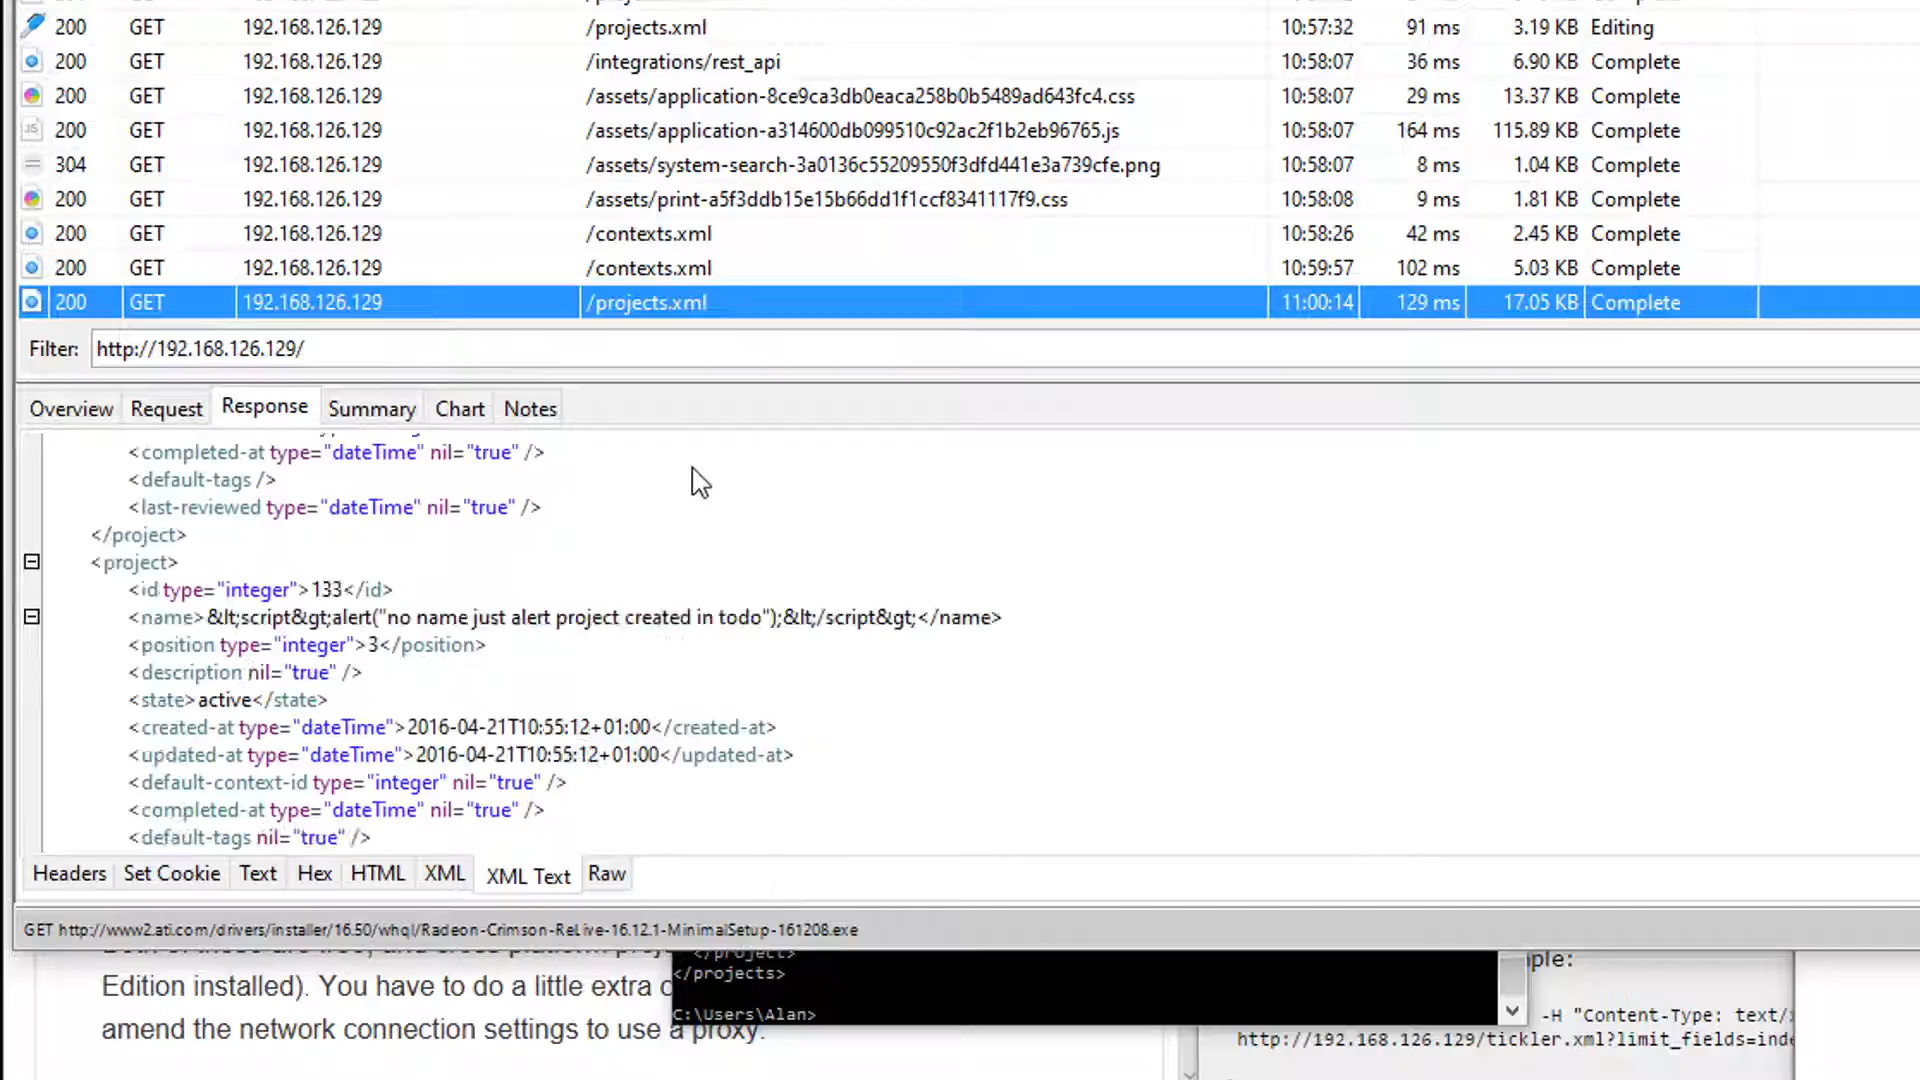 200 GET 192.168.126.129 /projects.xml 10:57:32 91 ms 3.19 KB Editing
200 GET 192.168.126.129 /integrations/rest_api 10:58:07 36 ms 6.90 KB Complete
200 GET 192.168.126.129 /assets/application-8ce9ca3db0eaca258b0b5489ad643fc4.css 10:58:07 29 ms 13.37 KB Complete
JS 200 GET 192.168.126.129 /assets/application-a314600db099510c92ac2f1b2eb96765.js 10:58:07 164 ms 115.89 KB Complete
304 GET 192.168.126.129 /assets/system-search-3a0136c55209550f3dfd441e3a739cfe.png 10:58:07 8 ms 1.04 KB Complete
200 GET 192.168.126.129 /assets/print-a5f3ddb15e15b66dd1f1ccf8341117f9.css 10:58:08 9 ms 1.81 KB Complete
200 GET 192.168.126.129 /contexts.xml 10:58:26 42 ms 2.45 KB Complete
200 GET 192.168.126.129 /contexts.xml 10:59:57 102 ms 5.03 KB Complete
200 GET 192.168.126.129 /projects.xml 11:00:14 129 ms 17.05 KB Complete
Filter: http://192.168.126.129/
Overview Request Response Summary Chart Notes
<completed-at type="dateTime" nil="true" />
<default-tags />
<last-reviewed type="dateTime" nil="true" />
</project>
<project>
<id type="integer">133</id>
<name>&lt;script&gt;alert("no name just alert project created in todo");&lt;/script&gt;</name>
<position type="integer">3</position>
<description nil="true" />
<state>active</state>
<created-at type="dateTime">2016-04-21T10:55:12+01:00</created-at>
<updated-at type="dateTime">2016-04-21T10:55:12+01:00</updated-at>
<default-context-id type="integer" nil="true" />
<completed-at type="dateTime" nil="true" />
<default-tags nil="true" />
Headers Set Cookie Text Hex HTML XML XML Text Raw
GET http://www2.ati.com/drivers/installer/16.50/whql/Radeon-Crimson-ReLive-16.12.1-MinimalSetup-161208.exe
</project>
</projects>
C:\Users\Alan>
Edition installed). You have to do a little extra
amend the network connection settings to use a proxy.
ple:
-H "Content-Type: text/
http://192.168.126.129/tickler.xml?limit_fields=inde